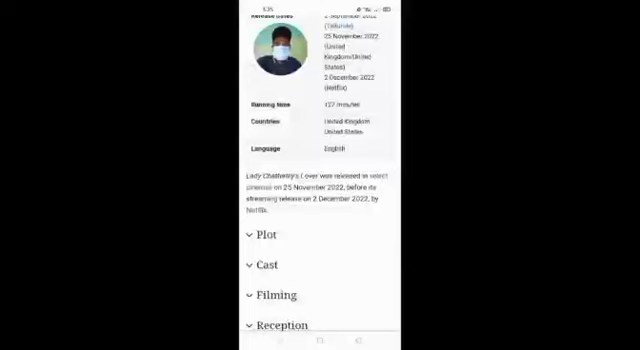 2 September 2022
(Telluride)
25 November 2022
(United
Kingdom/United
States)
2 December 2022
(Netflix)
Running time 127 minutes
Countries United Kingdom
United States
Language English
Lady Chatterley's Lover was released in select
cinemas on 25 November 2022, before its
streaming release on 2 December 2022, by
Netflix.
Plot
Cast
Filming
Reception